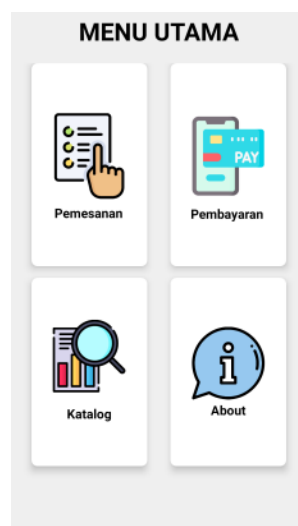 MENU UTAMA
PAY
Pemesanan
Pembayaran
Katalog
About